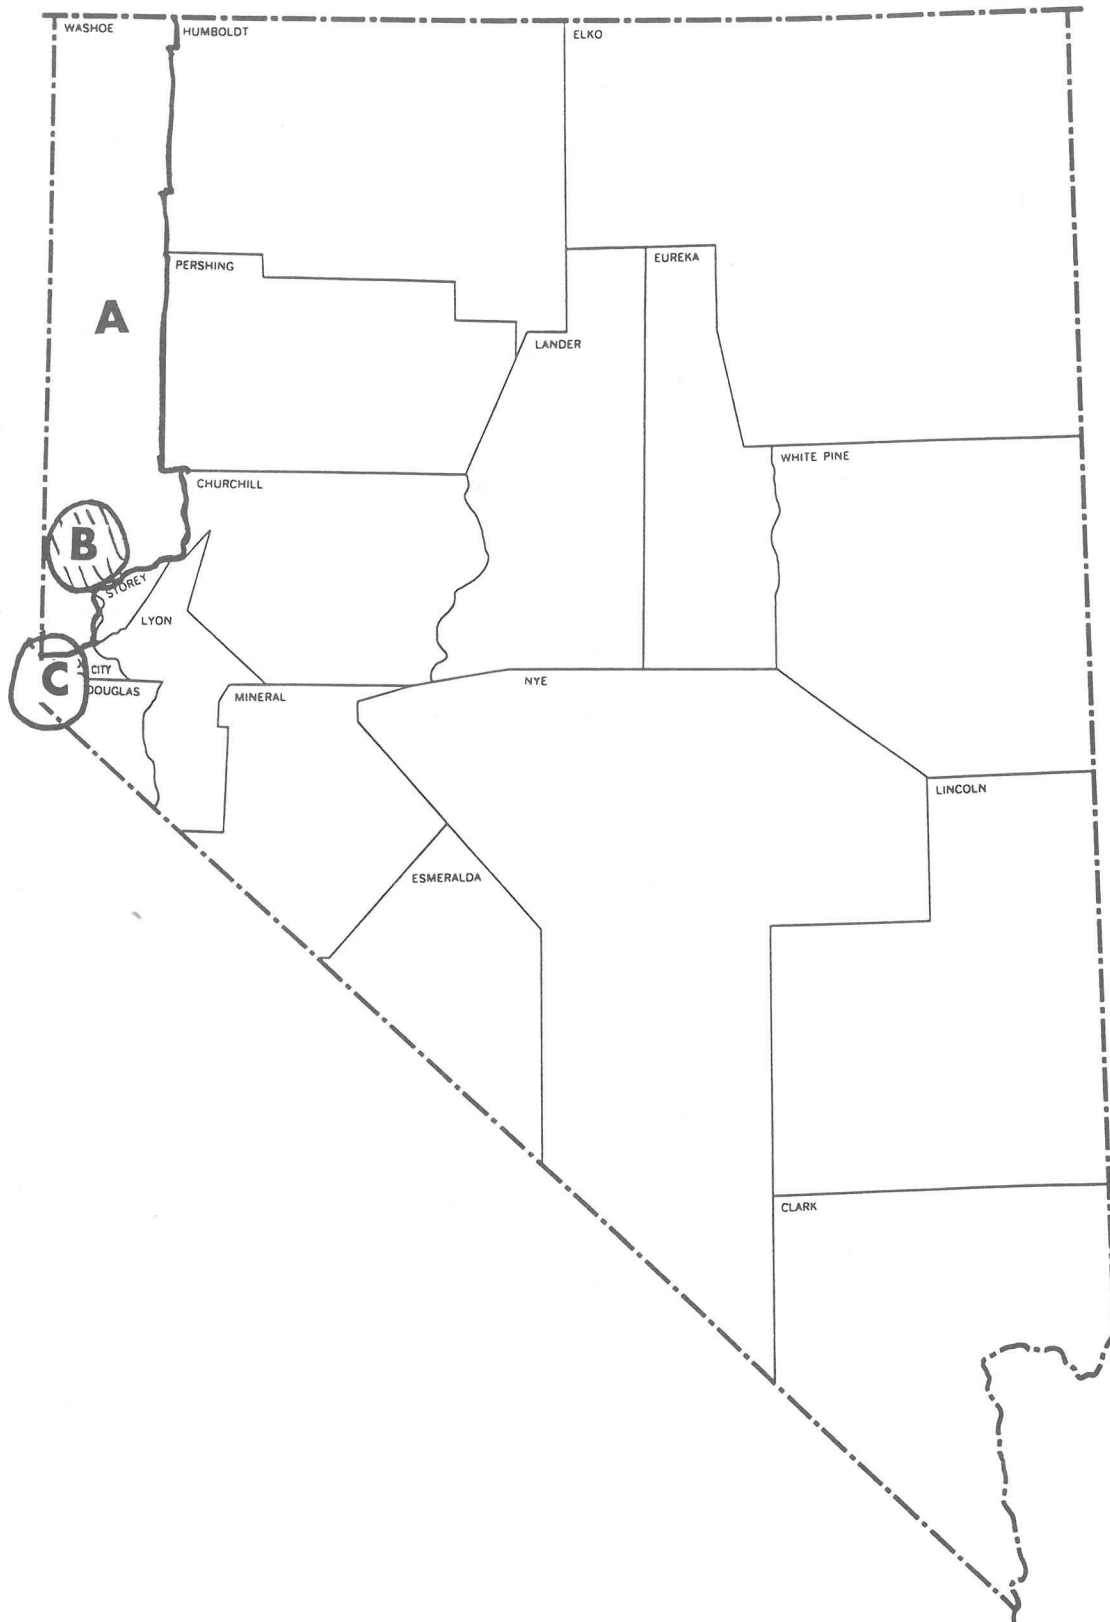 WASHOE
HUMBOLDT
ELKO
PERSHING
EUREKA
A
LANDER
WHITE PINE
CHURCHILL
B
STOREY
LYON
CITY
C
DOUGLAS
MINERAL
NYE
LINCOLN
ESMERALDA
CLARK